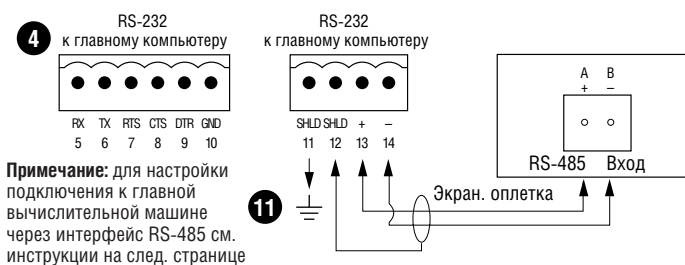 4
RS-232
к главному компьютеру
RX TX RTS CTS DTR GND
5 6 7 8 9 10
Примечание: для настройки
подключения к главной
вычислительной машине
через интерфейс RS-485 см.
инструкции на след. странице
RS-232
к главному компьютеру
SHLD SHLD + –
11 12 13 14
11
Экран. оплетка
A B
+ –
RS-485 Вход